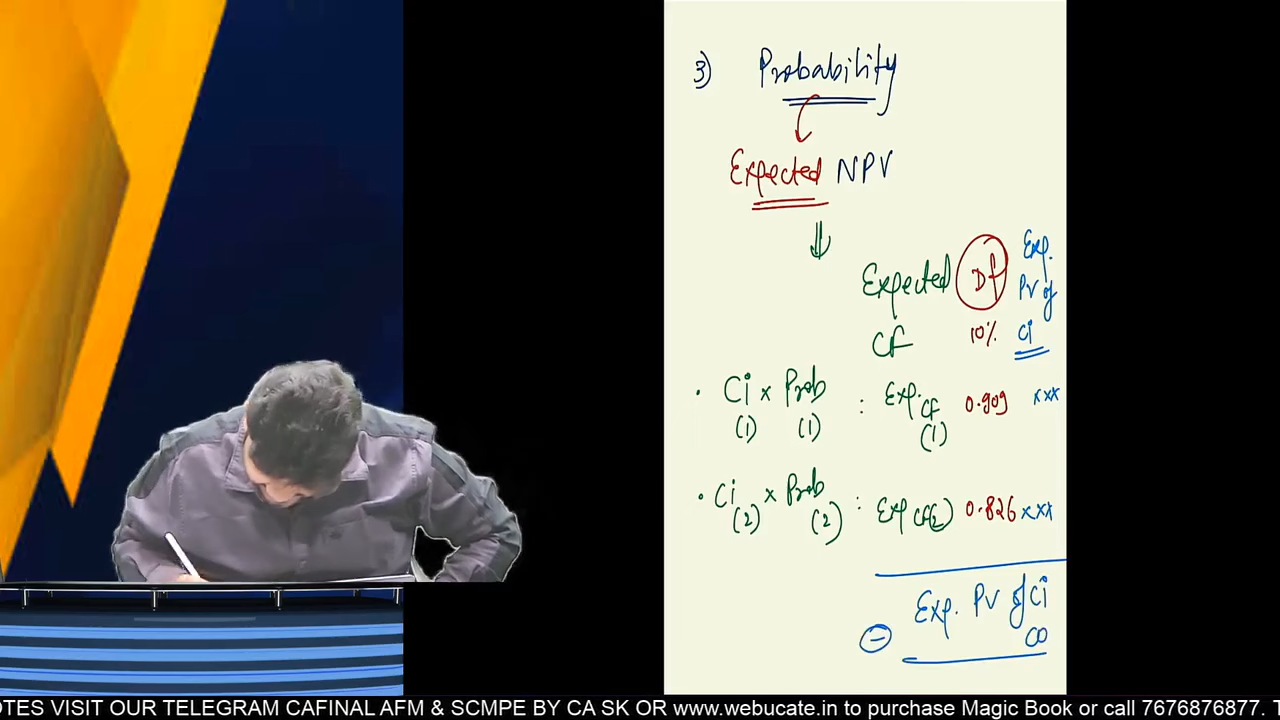 3) Probability
Expected NPV
Expected Df Exp. PV of Ci
CF 10%
• Ci x Prob : Exp. CF 0.909 xxx
(1) (1) (1)
• Ci x Prob : Exp CF(2) 0.826 xxx
(2) (2)
Exp. PV of Ci
(-) CO
OTES VISIT OUR TELEGRAM CAFINAL AFM & SCMPE BY CA SK OR www.webucate.in to purchase Magic Book or call 7676876877.